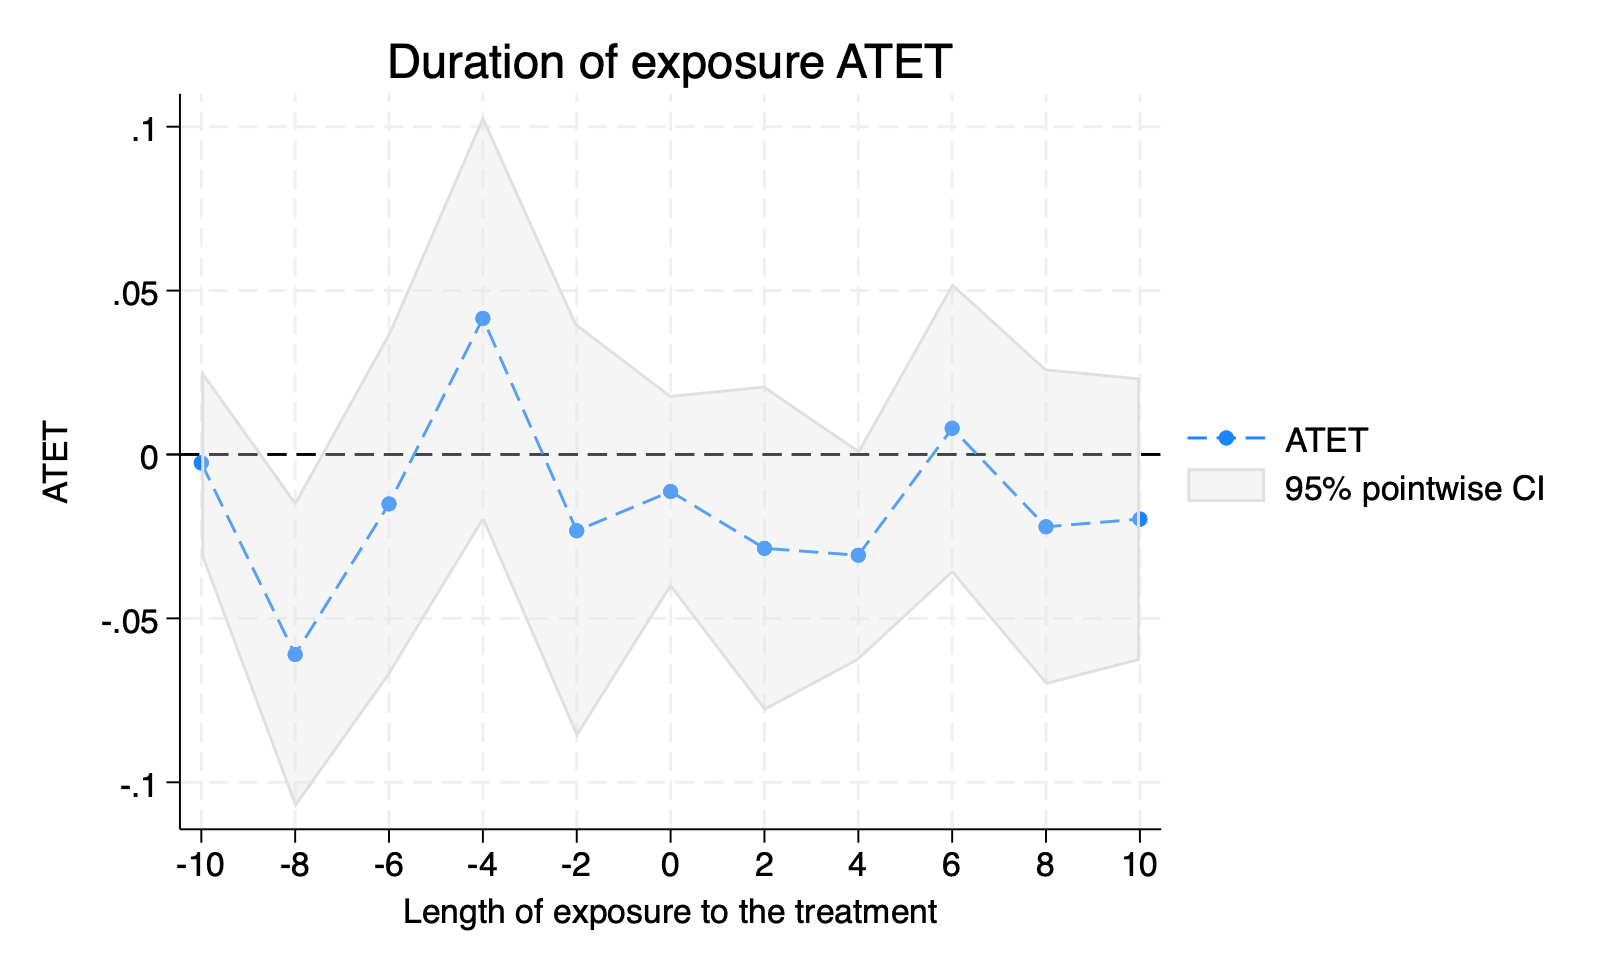 Duration of exposure ATET
.1
.05
0
-.05
-.1
ATET
-10 -8 -6 -4 -2 0 2 4 6 8 10
Length of exposure to the treatment
ATET
95% pointwise CI